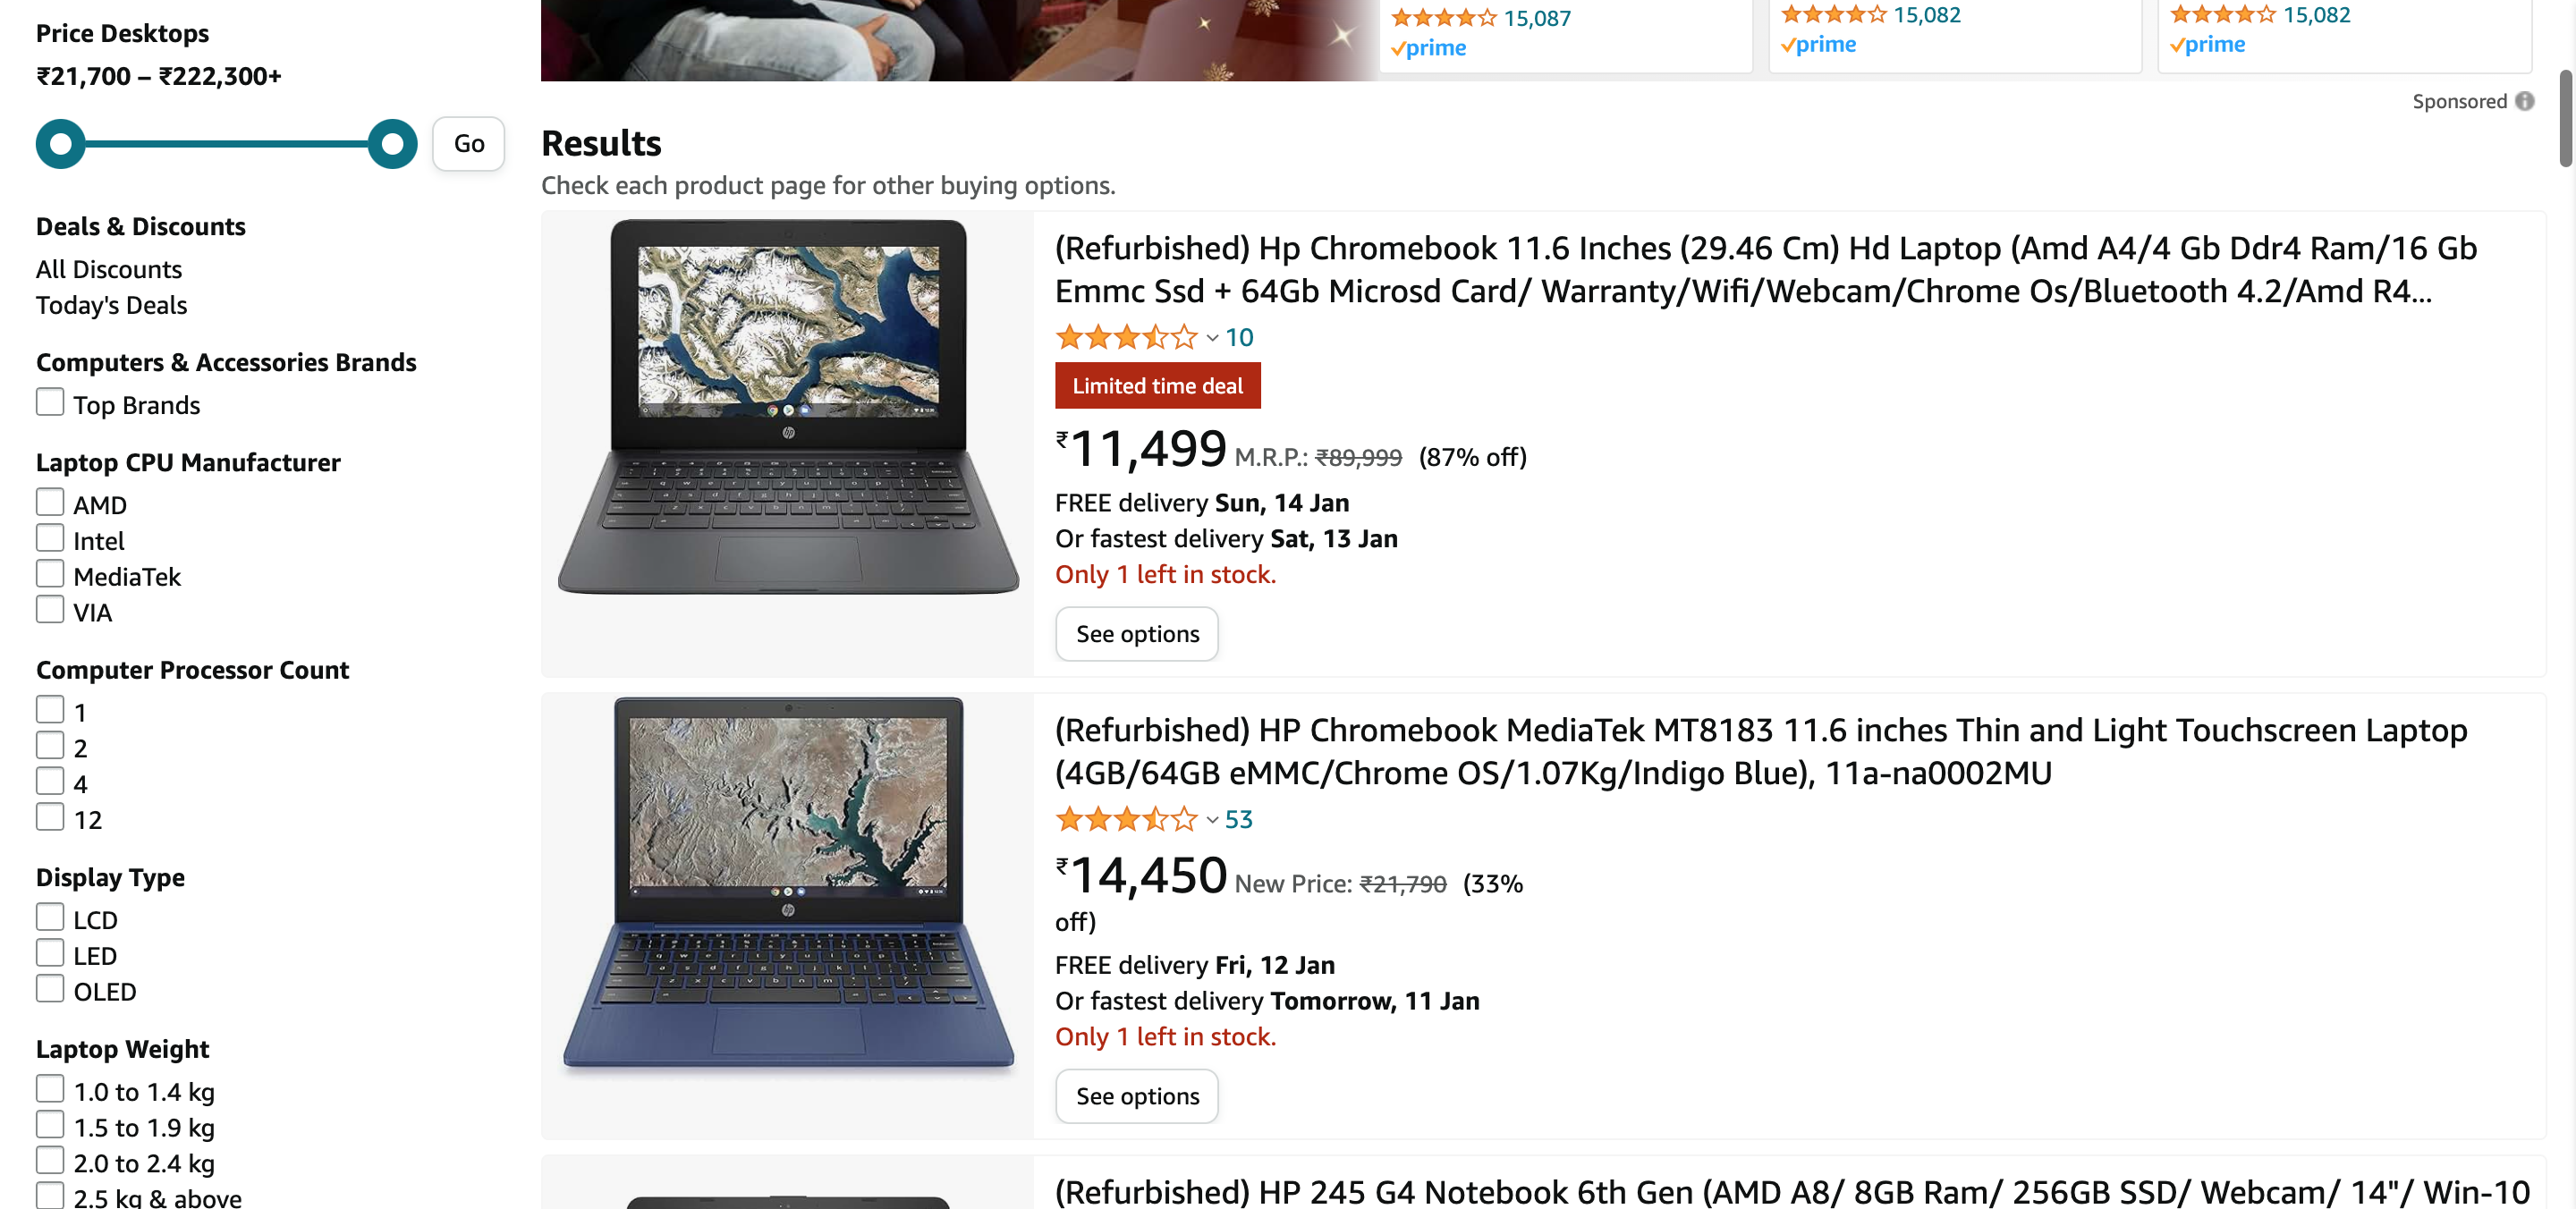 Price Desktops
₹21,700 – ₹222,300+
Go
Deals & Discounts
All Discounts
Today's Deals
Computers & Accessories Brands
Top Brands
Laptop CPU Manufacturer
AMD
Intel
MediaTek
VIA
Computer Processor Count
1
2
4
12
Display Type
LCD
LED
OLED
Laptop Weight
1.0 to 1.4 kg
1.5 to 1.9 kg
2.0 to 2.4 kg
2.5 kg & above
15,087
prime
15,082
prime
15,082
prime
Sponsored
Results
Check each product page for other buying options.
(Refurbished) Hp Chromebook 11.6 Inches (29.46 Cm) Hd Laptop (Amd A4/4 Gb Ddr4 Ram/16 Gb
Emmc Ssd + 64Gb Microsd Card/ Warranty/Wifi/Webcam/Chrome Os/Bluetooth 4.2/Amd R4...
10
Limited time deal
₹11,499 M.R.P.: ₹89,999 (87% off)
FREE delivery Sun, 14 Jan
Or fastest delivery Sat, 13 Jan
Only 1 left in stock.
See options
(Refurbished) HP Chromebook MediaTek MT8183 11.6 inches Thin and Light Touchscreen Laptop
(4GB/64GB eMMC/Chrome OS/1.07Kg/Indigo Blue), 11a-na0002MU
53
₹14,450 New Price: ₹21,790 (33%
off)
FREE delivery Fri, 12 Jan
Or fastest delivery Tomorrow, 11 Jan
Only 1 left in stock.
See options
(Refurbished) HP 245 G4 Notebook 6th Gen (AMD A8/ 8GB Ram/ 256GB SSD/ Webcam/ 14"/ Win-10